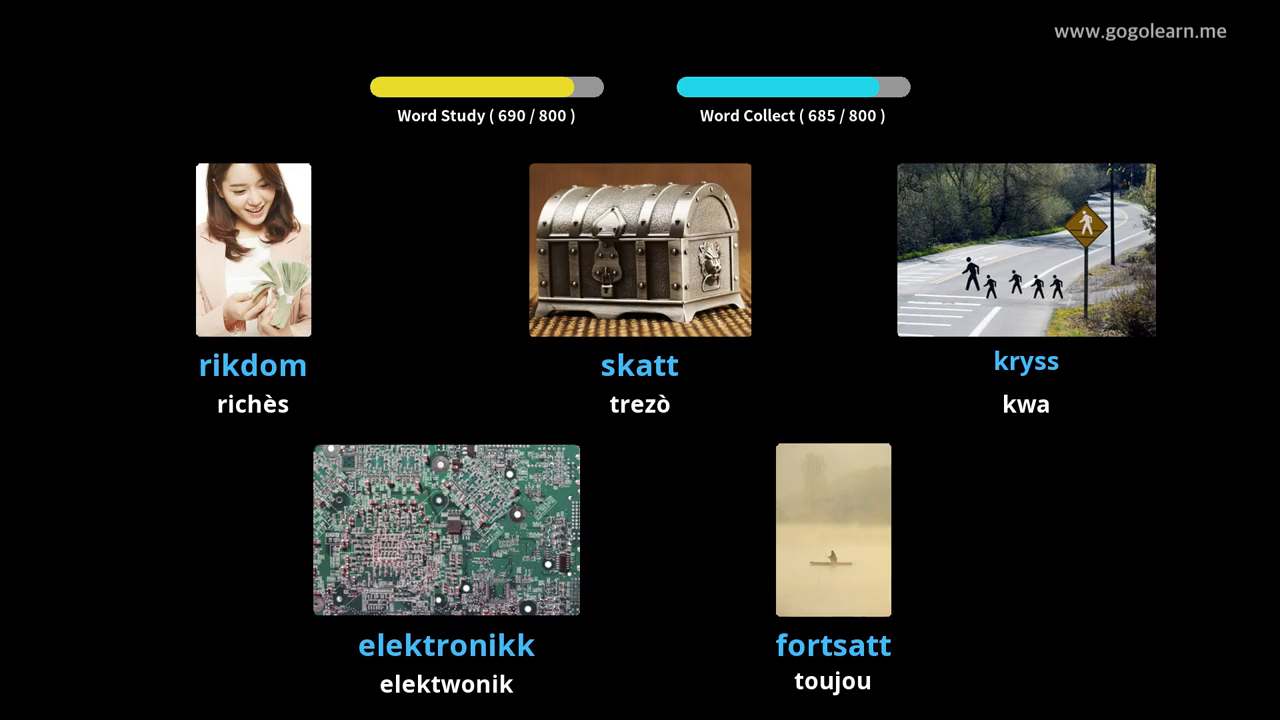 www.gogolearn.me
Word Study ( 690 / 800 )
Word Collect ( 685 / 800 )
rikdom
richès
skatt
trezò
kryss
kwa
elektronikk
elektwonik
fortsatt
toujou